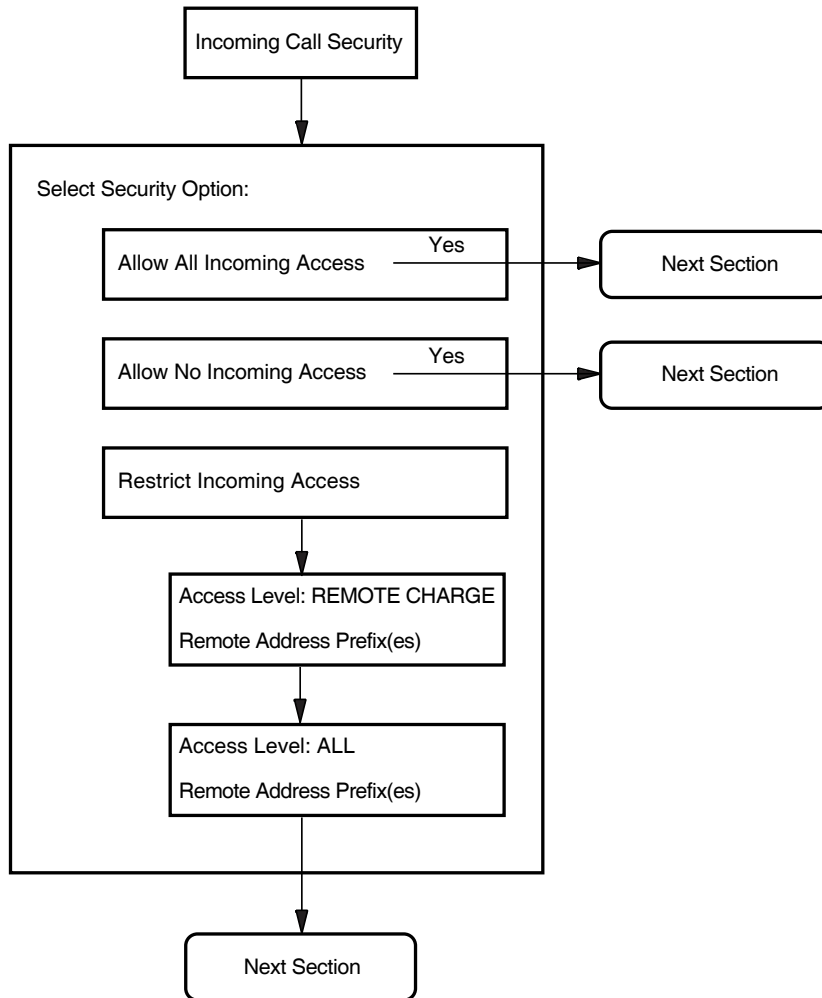 Incoming Call Security
Select Security Option:
Allow All Incoming Access
Yes
Next Section
Allow No Incoming Access
Yes
Next Section
Restrict Incoming Access
Access Level: REMOTE CHARGE
Remote Address Prefix(es)
Access Level: ALL
Remote Address Prefix(es)
Next Section